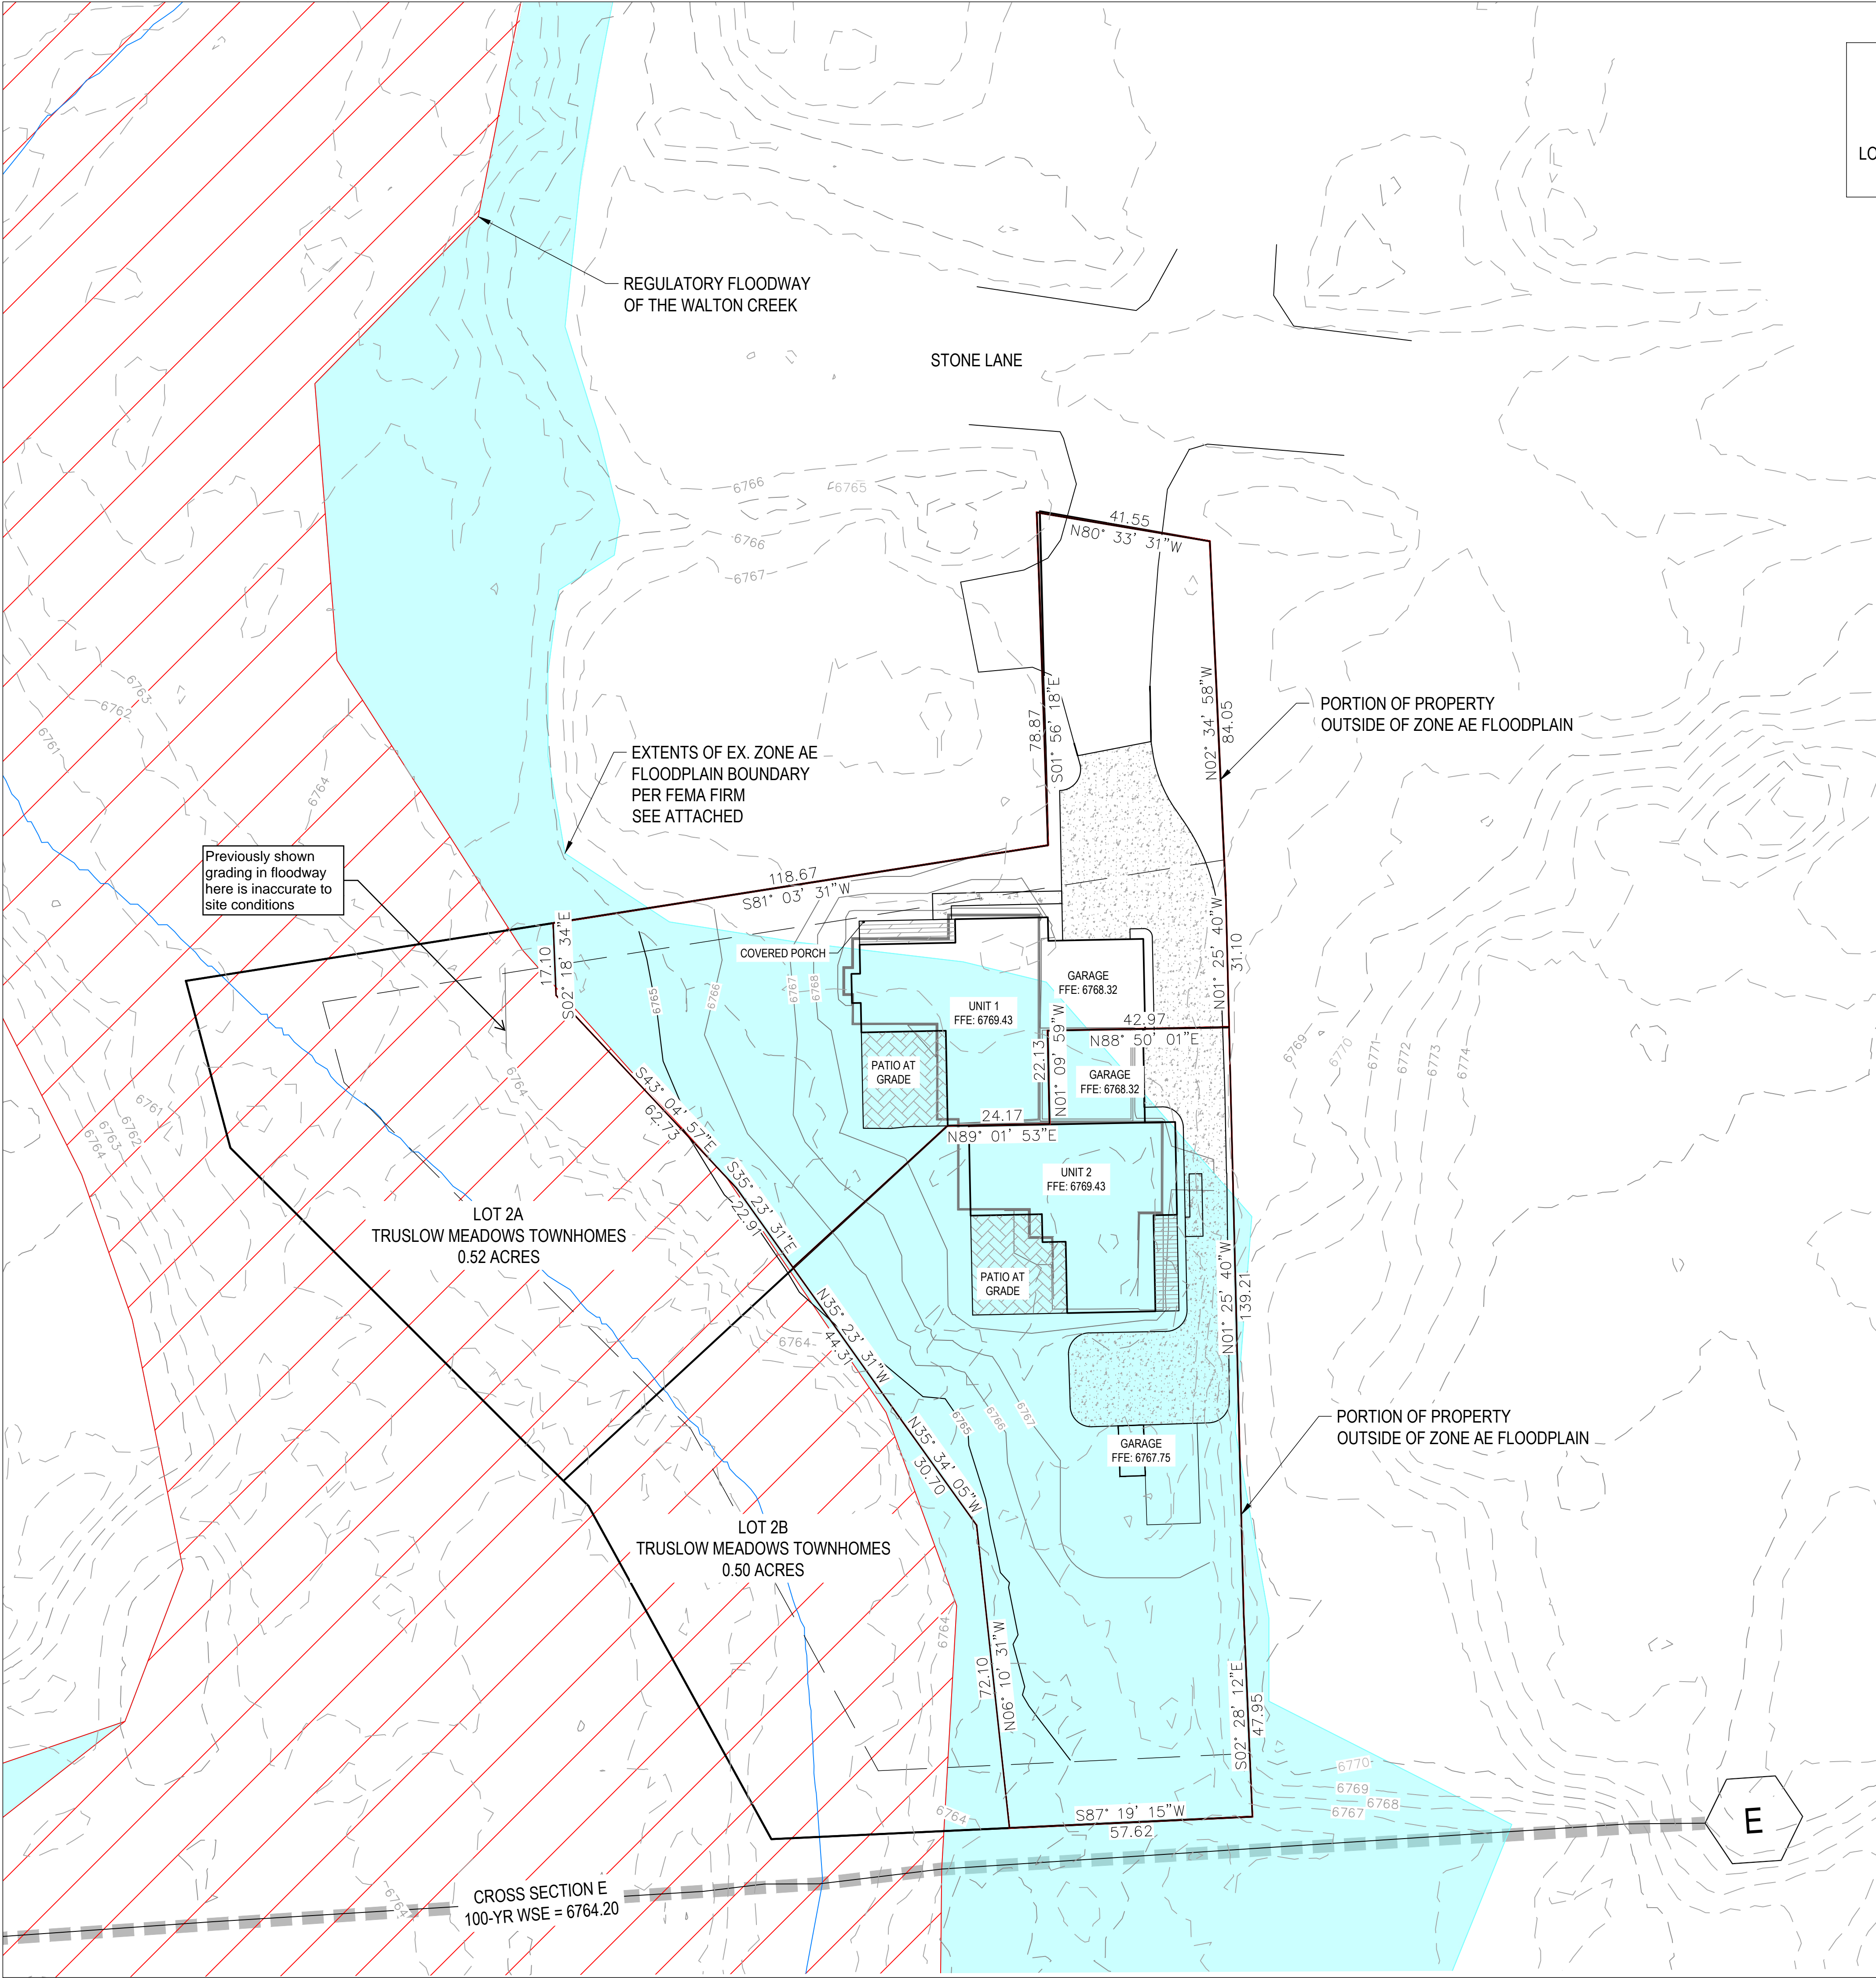 LO
REGULATORY FLOODWAY
OF THE WALTON CREEK
STONE LANE
6766
6765
6766
6767
41.55
N80° 33' 31"W
78.87
S01° 56' 18"E
N02° 34' 58"W
84.05
PORTION OF PROPERTY
OUTSIDE OF ZONE AE FLOODPLAIN
EXTENTS OF EX. ZONE AE
FLOODPLAIN BOUNDARY
PER FEMA FIRM
SEE ATTACHED
6763
6762
6761
6764
Previously shown
grading in floodway
here is inaccurate to
site conditions
118.67
S81° 03' 31"W
17.10
S02° 18' 34"E
COVERED PORCH
6765
6766
6767
6768
GARAGE
FFE: 6768.32
UNIT 1
FFE: 6769.43
N01° 25' 40"W
31.10
42.97
N88° 50' 01"E
22.13
N01° 09' 59"W
GARAGE
FFE: 6768.32
PATIO AT
GRADE
24.17
N89° 01' 53"E
6769
6770
6771
6772
6773
6774
6764
6761
6762
6763
6764
S43° 04' 57"E
62.73
S35° 23' 31"E
22.91
UNIT 2
FFE: 6769.43
LOT 2A
TRUSLOW MEADOWS TOWNHOMES
0.52 ACRES
PATIO AT
GRADE
N01° 25' 40"W
139.21
N35° 23' 31"W
44.31
6764
6765
6766
6767
N35° 34' 05"W
30.70
GARAGE
FFE: 6767.75
PORTION OF PROPERTY
OUTSIDE OF ZONE AE FLOODPLAIN
LOT 2B
TRUSLOW MEADOWS TOWNHOMES
0.50 ACRES
6764
72.10
N06° 10' 31"W
S02° 28' 12"E
47.95
6770
6769
6768
6767
6764
S87° 19' 15"W
57.62
E
CROSS SECTION E
100-YR WSE = 6764.20
6764